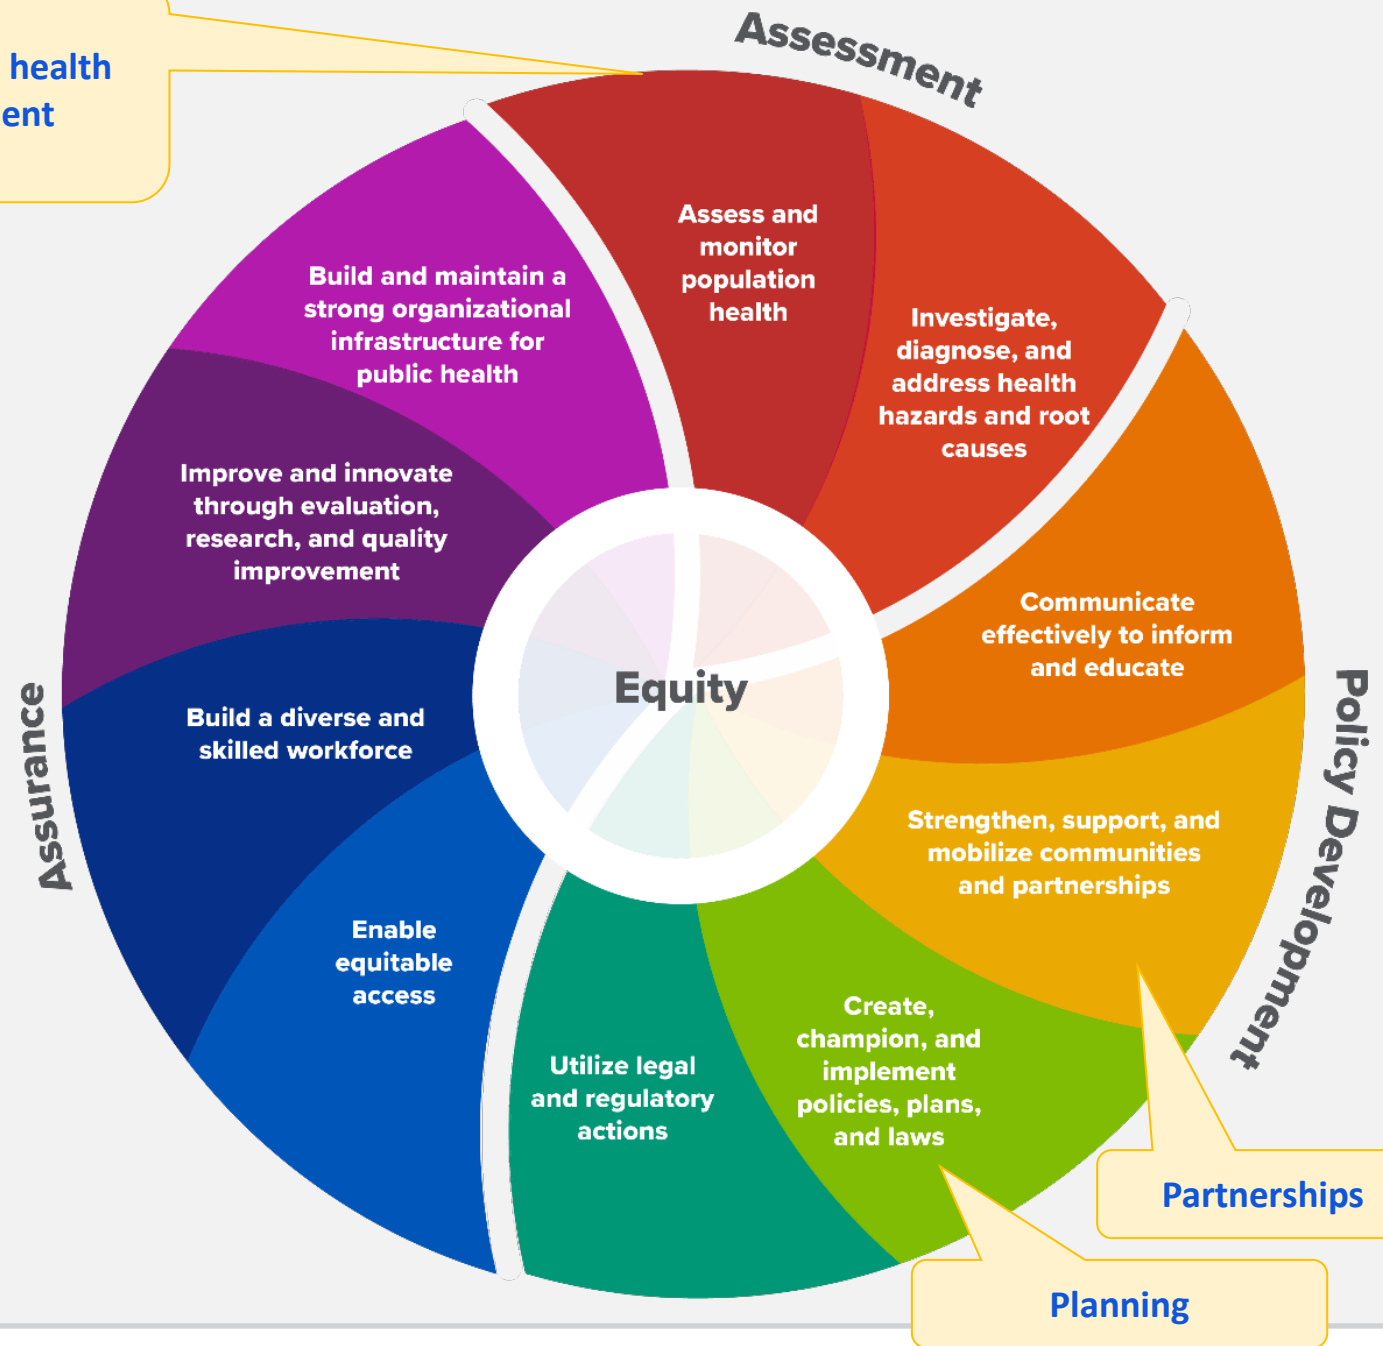 Assessment
health
ent
Assess and
monitor
population
health
Investigate,
diagnose, and
address health
hazards and root
causes
Build and maintain a
strong organizational
infrastructure for
public health
Improve and innovate
through evaluation,
research, and quality
improvement
Communicate
effectively to inform
and educate
Equity
Build a diverse and
skilled workforce
Assurance
Policy Development
Strengthen, support, and
mobilize communities
and partnerships
Enable
equitable
access
Create,
champion, and
implement
policies, plans,
and laws
Utilize legal
and regulatory
actions
Partnerships
Planning